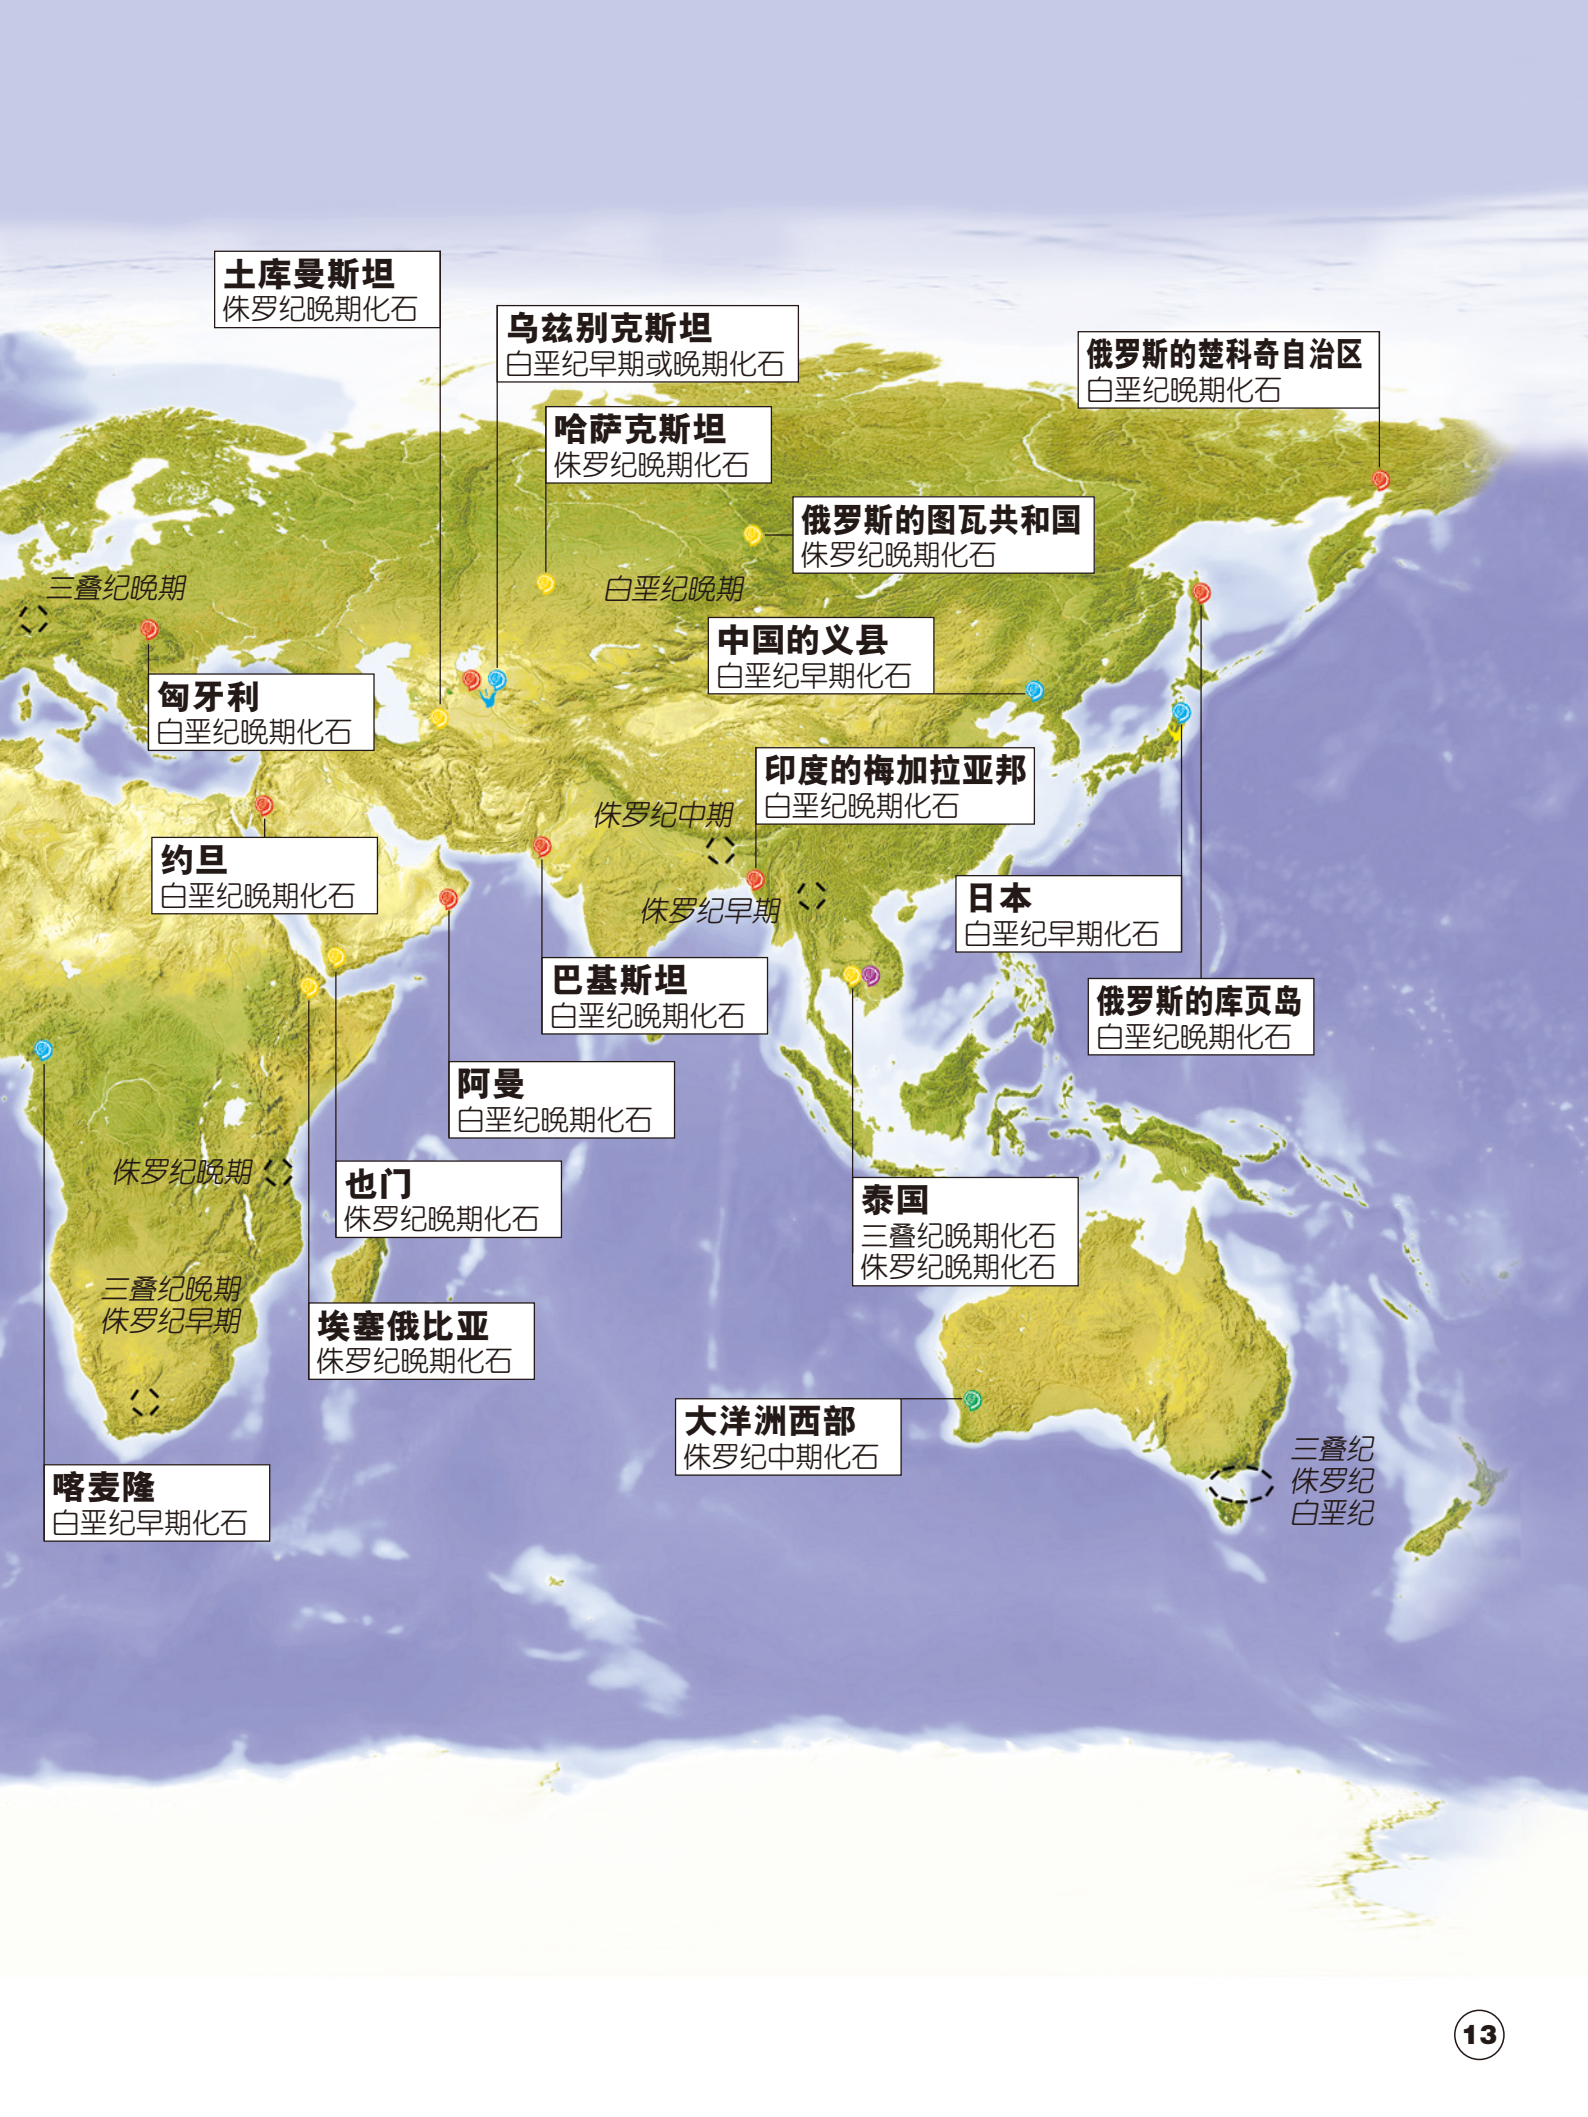 土库曼斯坦
侏罗纪晚期化石
乌兹别克斯坦
白垩纪早期或晚期化石
俄罗斯的楚科奇自治区
白垩纪晚期化石
哈萨克斯坦
侏罗纪晚期化石
俄罗斯的图瓦共和国
侏罗纪晚期化石
三叠纪晚期
白垩纪晚期
中国的义县
白垩纪早期化石
匈牙利
白垩纪晚期化石
印度的梅加拉亚邦
白垩纪晚期化石
侏罗纪中期
约旦
白垩纪晚期化石
侏罗纪早期
日本
白垩纪早期化石
巴基斯坦
白垩纪晚期化石
俄罗斯的库页岛
白垩纪晚期化石
阿曼
白垩纪晚期化石
侏罗纪晚期
也门
侏罗纪晚期化石
泰国
三叠纪晚期化石
侏罗纪晚期化石
三叠纪晚期
侏罗纪早期
埃塞俄比亚
侏罗纪晚期化石
大洋洲西部
侏罗纪中期化石
三叠纪
侏罗纪
白垩纪
喀麦隆
白垩纪早期化石
13